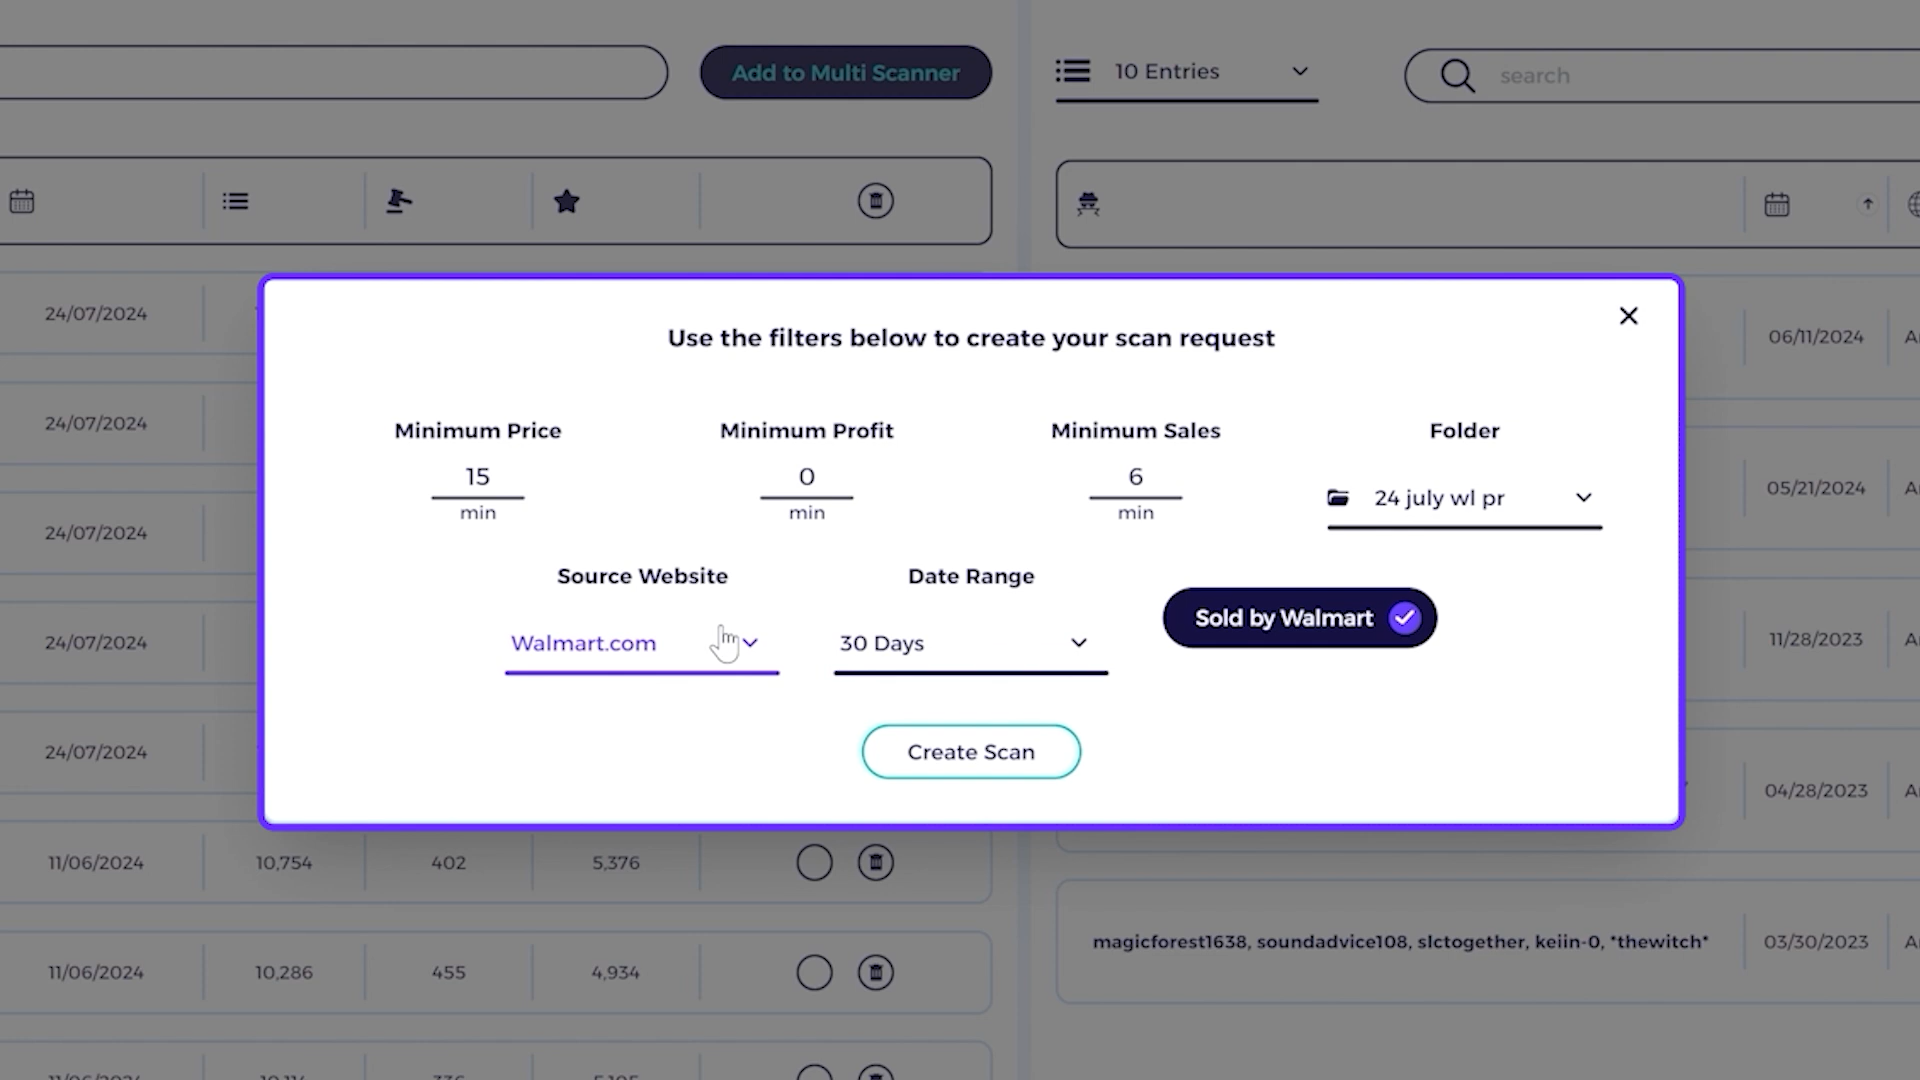 Add to Multi Scanner
10 Entries
search
24/07/2024
24/07/2024
24/07/2024
24/07/2024
24/07/2024
11/06/2024 10,754 402 5,376
11/06/2024 10,286 455 4,934
Use the filters below to create your scan request
Minimum Price Minimum Profit Minimum Sales Folder
15 0 6
24 july wl pr
min min min
Source Website Date Range
Sold by Walmart
Walmart.com 30 Days
Create Scan
06/11/2024
05/21/2024
11/28/2023
04/28/2023
magicforest1638, soundadvice108, slctogether, keiin-0, *thewitch* 03/30/2023